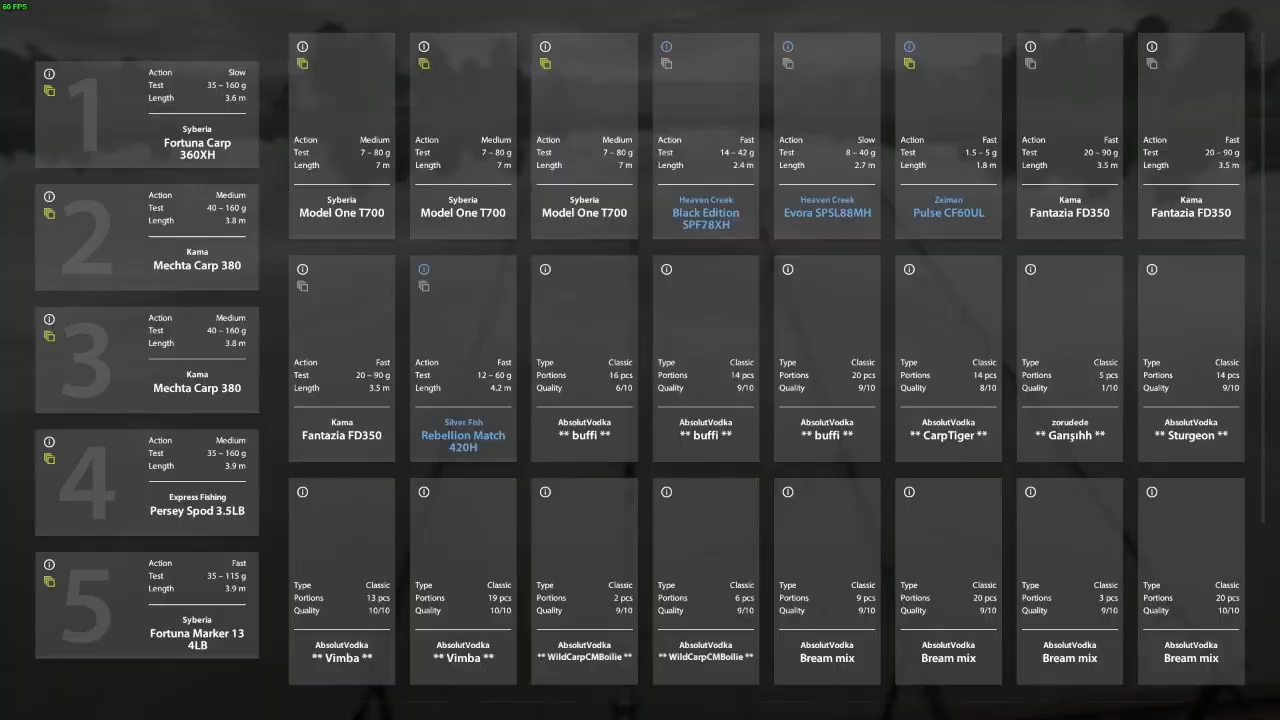 60 FPS
1
Action Slow
Test 35 – 160 g
Length 3.6 m
Syberia
Fortuna Carp
360XH
2
Action Medium
Test 40 – 160 g
Length 3.8 m
Kama
Mechta Carp 380
3
Action Medium
Test 40 – 160 g
Length 3.8 m
Kama
Mechta Carp 380
4
Action Medium
Test 35 – 160 g
Length 3.9 m
Express Fishing
Persey Spod 3.5LB
5
Action Fast
Test 35 – 115 g
Length 3.9 m
Syberia
Fortuna Marker 13
4LB
Action Medium
Test 7 – 80 g
Length 7 m
Syberia
Model One T700
Action Medium
Test 7 – 80 g
Length 7 m
Syberia
Model One T700
Action Medium
Test 7 – 80 g
Length 7 m
Syberia
Model One T700
Action Fast
Test 14 – 42 g
Length 2.4 m
Heaven Creek
Black Edition
SPF78XH
Action Slow
Test 8 – 40 g
Length 2.7 m
Heaven Creek
Evora SPSL88MH
Action Fast
Test 1.5 – 5 g
Length 1.8 m
Zeiman
Pulse CF60UL
Action Fast
Test 20 – 90 g
Length 3.5 m
Kama
Fantazia FD350
Action Fast
Test 20 – 90 g
Length 3.5 m
Kama
Fantazia FD350
Action Fast
Test 20 – 90 g
Length 3.5 m
Kama
Fantazia FD350
Action Fast
Test 12 – 60 g
Length 4.2 m
Silver Fish
Rebellion Match
420H
Type Classic
Portions 16 pcs
Quality 6/10
AbsolutVodka
** buffi **
Type Classic
Portions 14 pcs
Quality 9/10
AbsolutVodka
** buffi **
Type Classic
Portions 20 pcs
Quality 9/10
AbsolutVodka
** buffi **
Type Classic
Portions 14 pcs
Quality 8/10
AbsolutVodka
** CarpTiger **
Type Classic
Portions 5 pcs
Quality 1/10
zorudede
** Garışıhh **
Type Classic
Portions 14 pcs
Quality 9/10
AbsolutVodka
** Sturgeon **
Type Classic
Portions 13 pcs
Quality 10/10
AbsolutVodka
** Vimba **
Type Classic
Portions 19 pcs
Quality 10/10
AbsolutVodka
** Vimba **
Type Classic
Portions 2 pcs
Quality 9/10
AbsolutVodka
** WildCarpCMBoilie **
Type Classic
Portions 6 pcs
Quality 9/10
AbsolutVodka
** WildCarpCMBoilie **
Type Classic
Portions 9 pcs
Quality 9/10
AbsolutVodka
Bream mix
Type Classic
Portions 20 pcs
Quality 9/10
AbsolutVodka
Bream mix
Type Classic
Portions 3 pcs
Quality 9/10
AbsolutVodka
Bream mix
Type Classic
Portions 20 pcs
Quality 10/10
AbsolutVodka
Bream mix